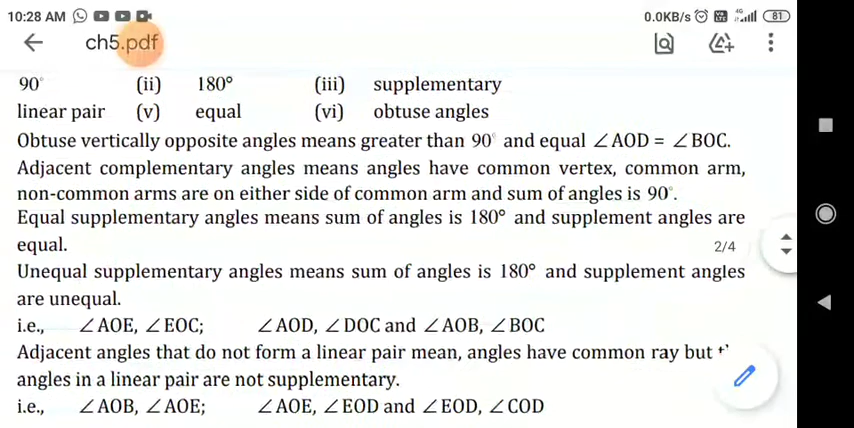 10:28 AM 0.0KB/s 4G 81
ch5.pdf
90° (ii) 180° (iii) supplementary
linear pair (v) equal (vi) obtuse angles
Obtuse vertically opposite angles means greater than 90° and equal ∠AOD = ∠BOC.
Adjacent complementary angles means angles have common vertex, common arm,
non-common arms are on either side of common arm and sum of angles is 90°.
Equal supplementary angles means sum of angles is 180° and supplement angles are
equal.
2/4
Unequal supplementary angles means sum of angles is 180° and supplement angles
are unequal.
i.e., ∠AOE, ∠EOC; ∠AOD, ∠DOC and ∠AOB, ∠BOC
Adjacent angles that do not form a linear pair mean, angles have common ray but
angles in a linear pair are not supplementary.
i.e., ∠AOB, ∠AOE; ∠AOE, ∠EOD and ∠EOD, ∠COD